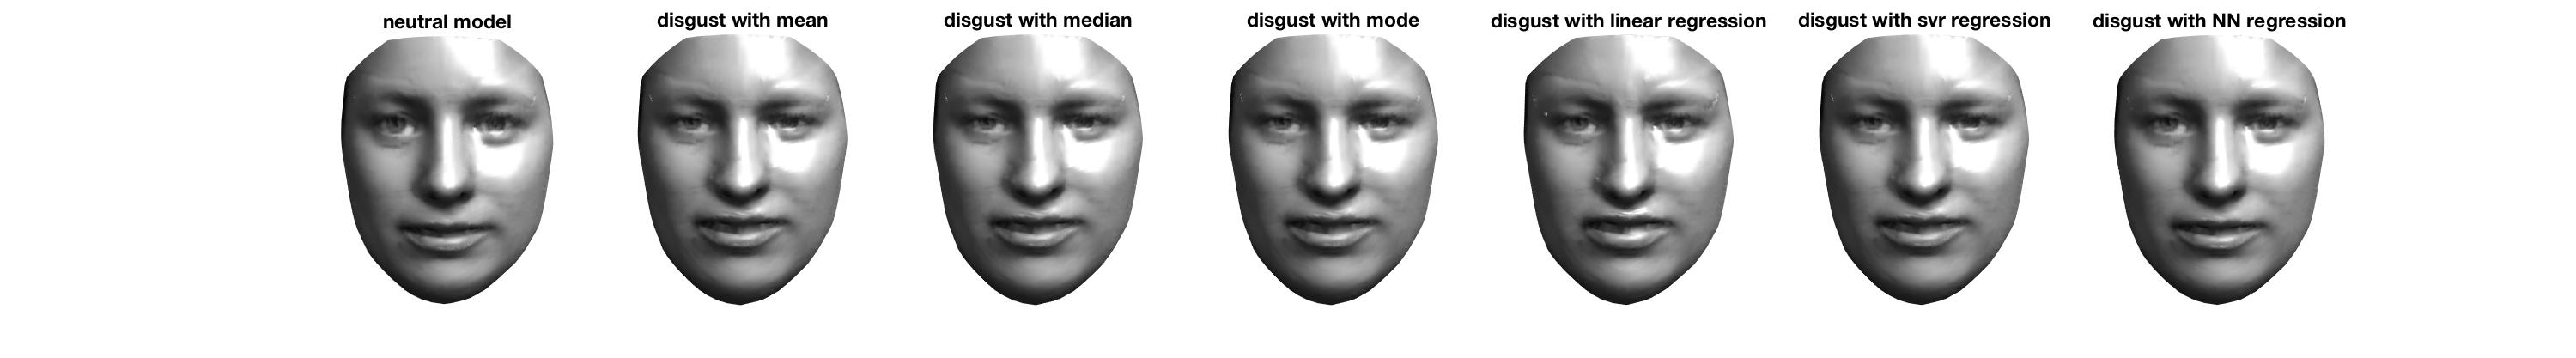 neutral model
disgust with mean
disgust with median
disgust with mode
disgust with linear regression
disgust with svr regression
disgust with NN regression